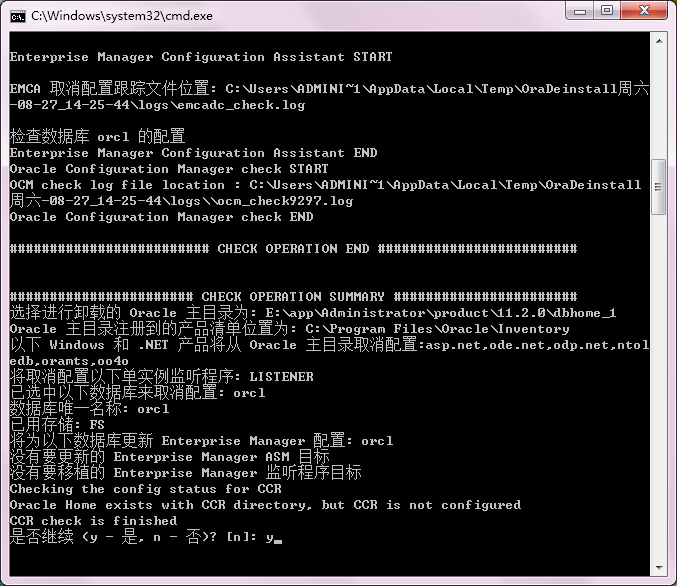 C:\Windows\system32\cmd.exe
Enterprise Manager Configuration Assistant START
EMCA 取消配置跟踪文件位置: C:\Users\ADMINI~1\AppData\Local\Temp\OraDeinstall周六
-08-27_14-25-44\logs\emcadc_check.log
检查数据库 orcl 的配置
Enterprise Manager Configuration Assistant END
Oracle Configuration Manager check START
OCM check log file location : C:\Users\ADMINI~1\AppData\Local\Temp\OraDeinstall
周六-08-27_14-25-44\logs\\ocm_check9297.log
Oracle Configuration Manager check END
######################### CHECK OPERATION END #########################
####################### CHECK OPERATION SUMMARY #######################
选择进行卸载的 Oracle 主目录为: E:\app\Administrator\product\11.2.0\dbhome_1
Oracle 主目录注册到的产品清单位置为: C:\Program Files\Oracle\Inventory
以下 Windows 和 .NET 产品将从 Oracle 主目录取消配置:asp.net,ode.net,odp.net,ntol
edb,oramts,oo4o
将取消配置以下单实例监听程序: LISTENER
已选中以下数据库来取消配置: orcl
数据库唯一名称: orcl
已用存储: FS
将为以下数据库更新 Enterprise Manager 配置: orcl
没有要更新的 Enterprise Manager ASM 目标
没有要移植的 Enterprise Manager 监听程序目标
Checking the config status for CCR
Oracle Home exists with CCR directory, but CCR is not configured
CCR check is finished
是否继续 (y - 是, n - 否)? [n]: y_